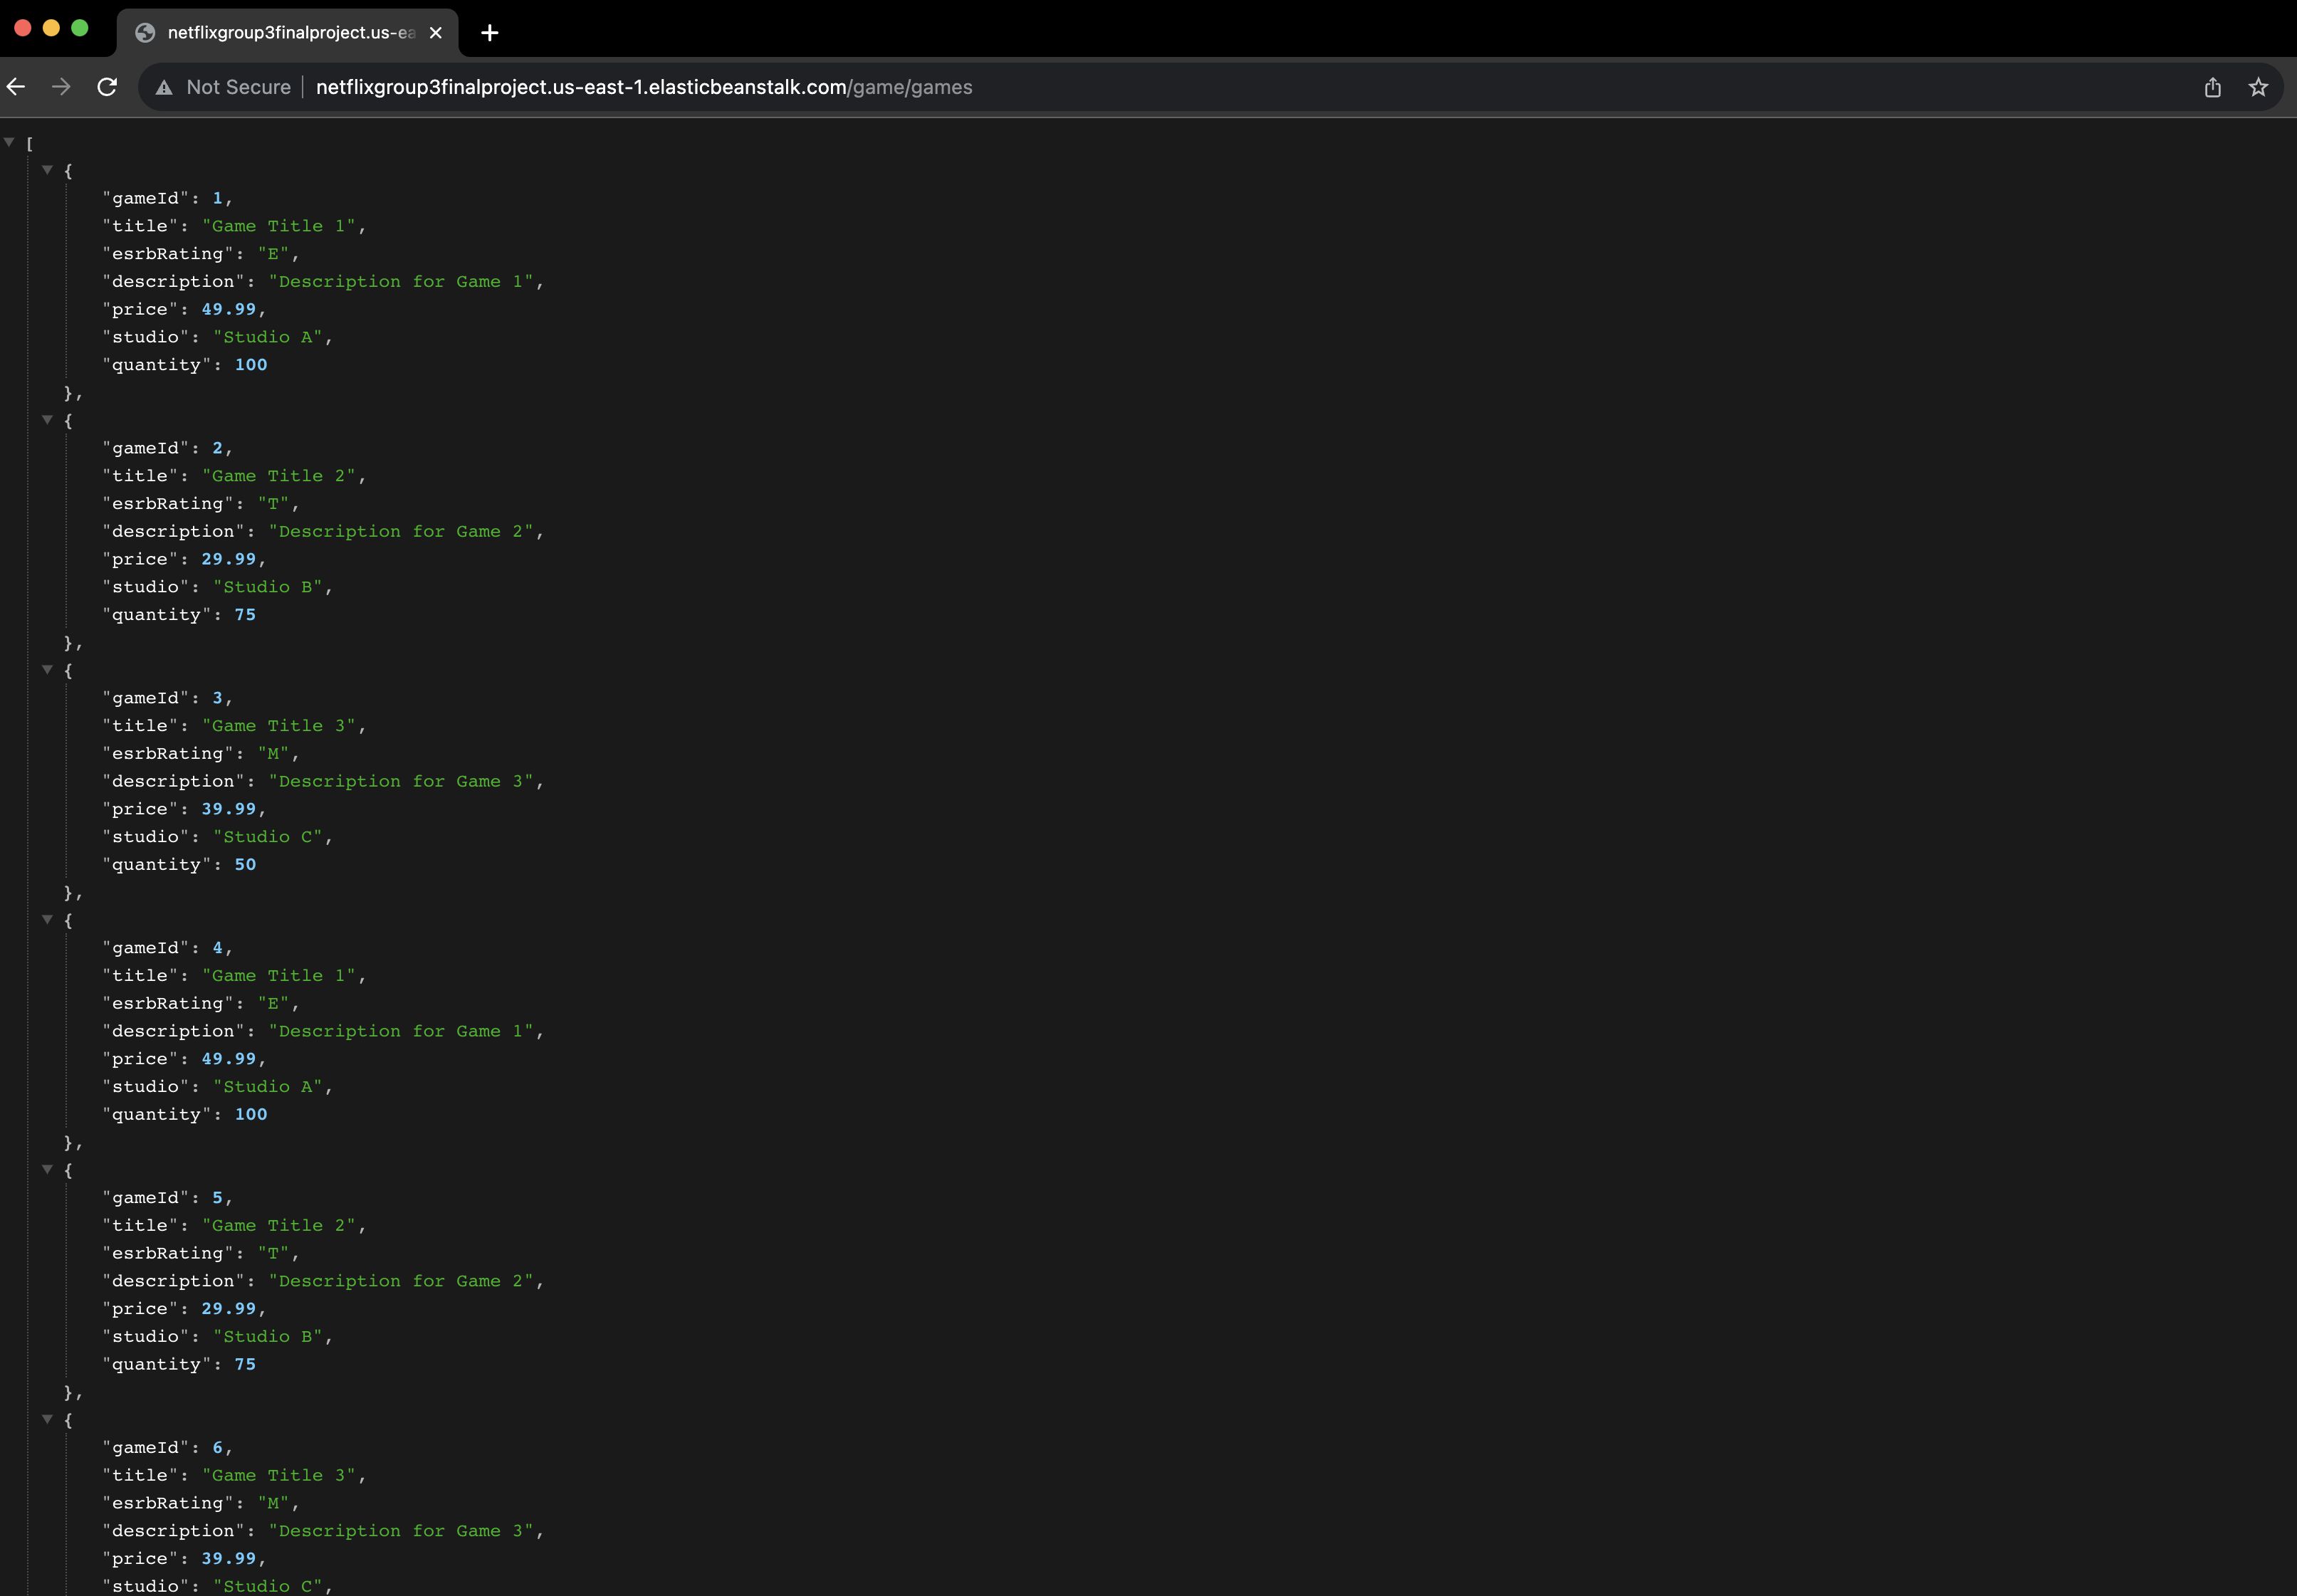 netflixgroup3finalproject.us-ea
Not Secure | netflixgroup3finalproject.us-east-1.elasticbeanstalk.com/game/games
[
{
"gameId": 1,
"title": "Game Title 1",
"esrbRating": "E",
"description": "Description for Game 1",
"price": 49.99,
"studio": "Studio A",
"quantity": 100
},
{
"gameId": 2,
"title": "Game Title 2",
"esrbRating": "T",
"description": "Description for Game 2",
"price": 29.99,
"studio": "Studio B",
"quantity": 75
},
{
"gameId": 3,
"title": "Game Title 3",
"esrbRating": "M",
"description": "Description for Game 3",
"price": 39.99,
"studio": "Studio C",
"quantity": 50
},
{
"gameId": 4,
"title": "Game Title 1",
"esrbRating": "E",
"description": "Description for Game 1",
"price": 49.99,
"studio": "Studio A",
"quantity": 100
},
{
"gameId": 5,
"title": "Game Title 2",
"esrbRating": "T",
"description": "Description for Game 2",
"price": 29.99,
"studio": "Studio B",
"quantity": 75
},
{
"gameId": 6,
"title": "Game Title 3",
"esrbRating": "M",
"description": "Description for Game 3",
"price": 39.99,
"studio": "Studio C",